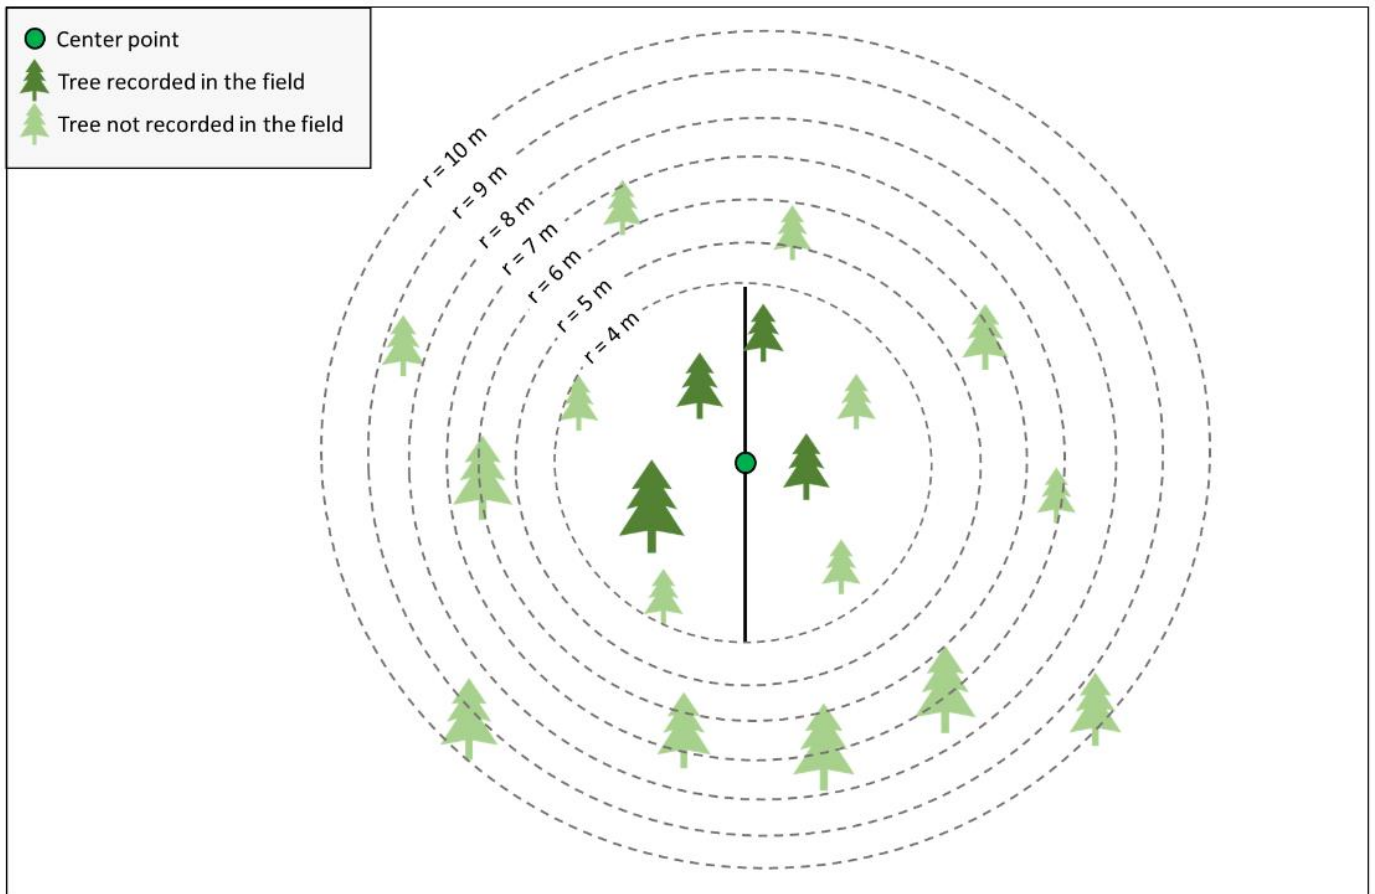 Center point
Tree recorded in the field
Tree not recorded in the field
r = 10 m
r = 9 m
r = 8 m
r = 7 m
r = 6 m
r = 5 m
r = 4 m